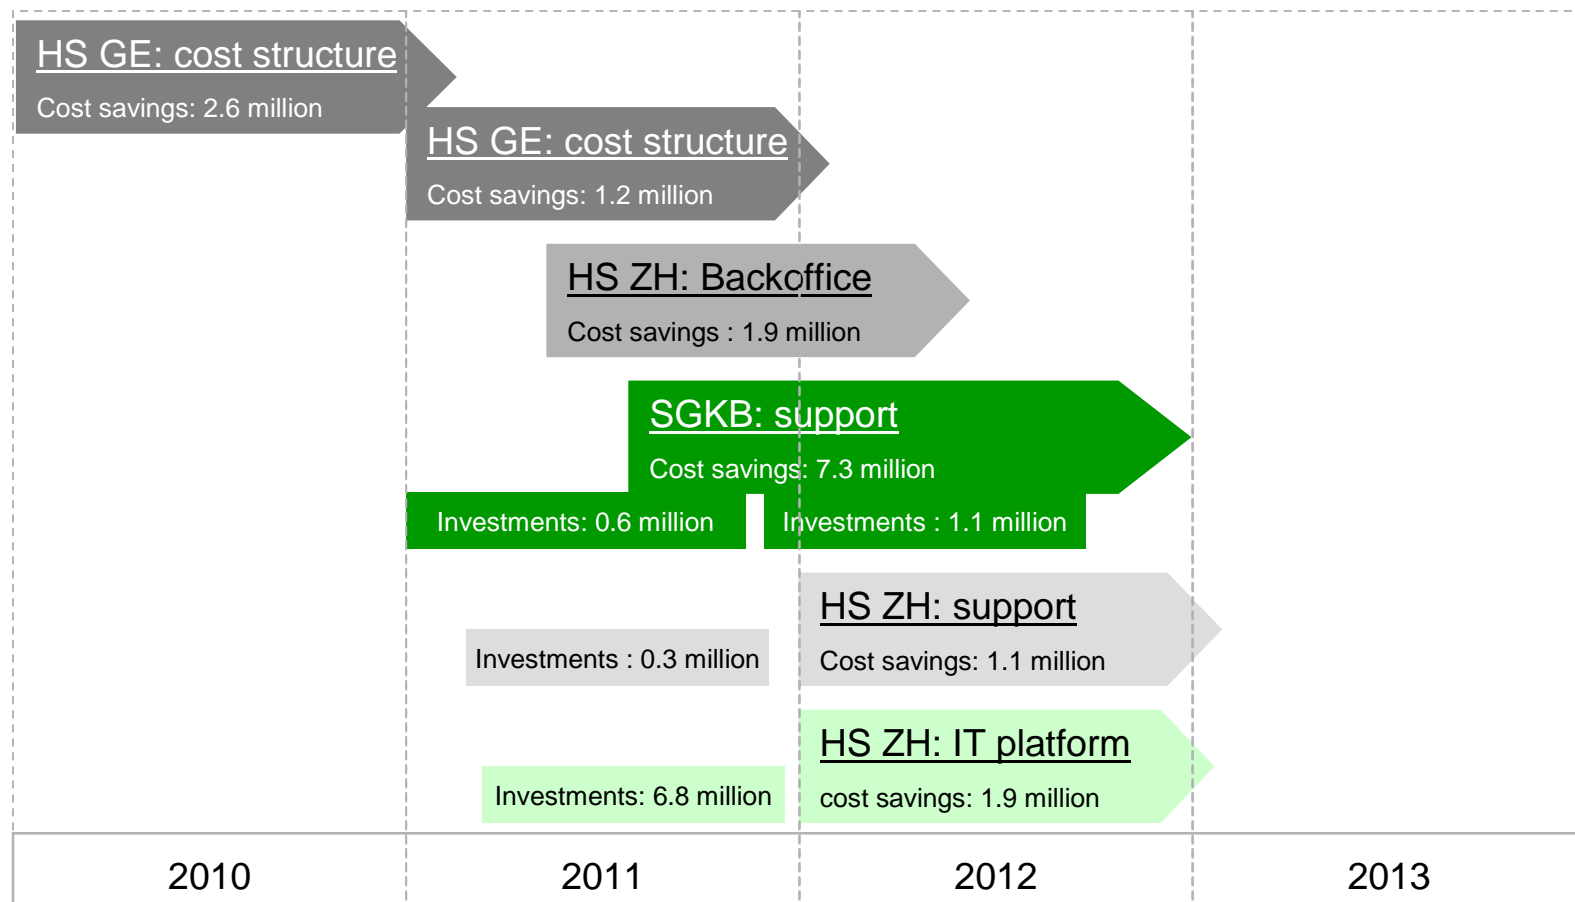 HS GE: cost structure
Cost savings: 2.6 million
HS GE: cost structure
Cost savings: 1.2 million
HS ZH: Backoffice
Cost savings : 1.9 million
SGKB: support
Cost savings: 7.3 million
Investments: 0.6 million
Investments : 1.1 million
HS ZH: support
Cost savings: 1.1 million
Investments : 0.3 million
HS ZH: IT platform
cost savings: 1.9 million
Investments: 6.8 million
2010 2011 2012 2013